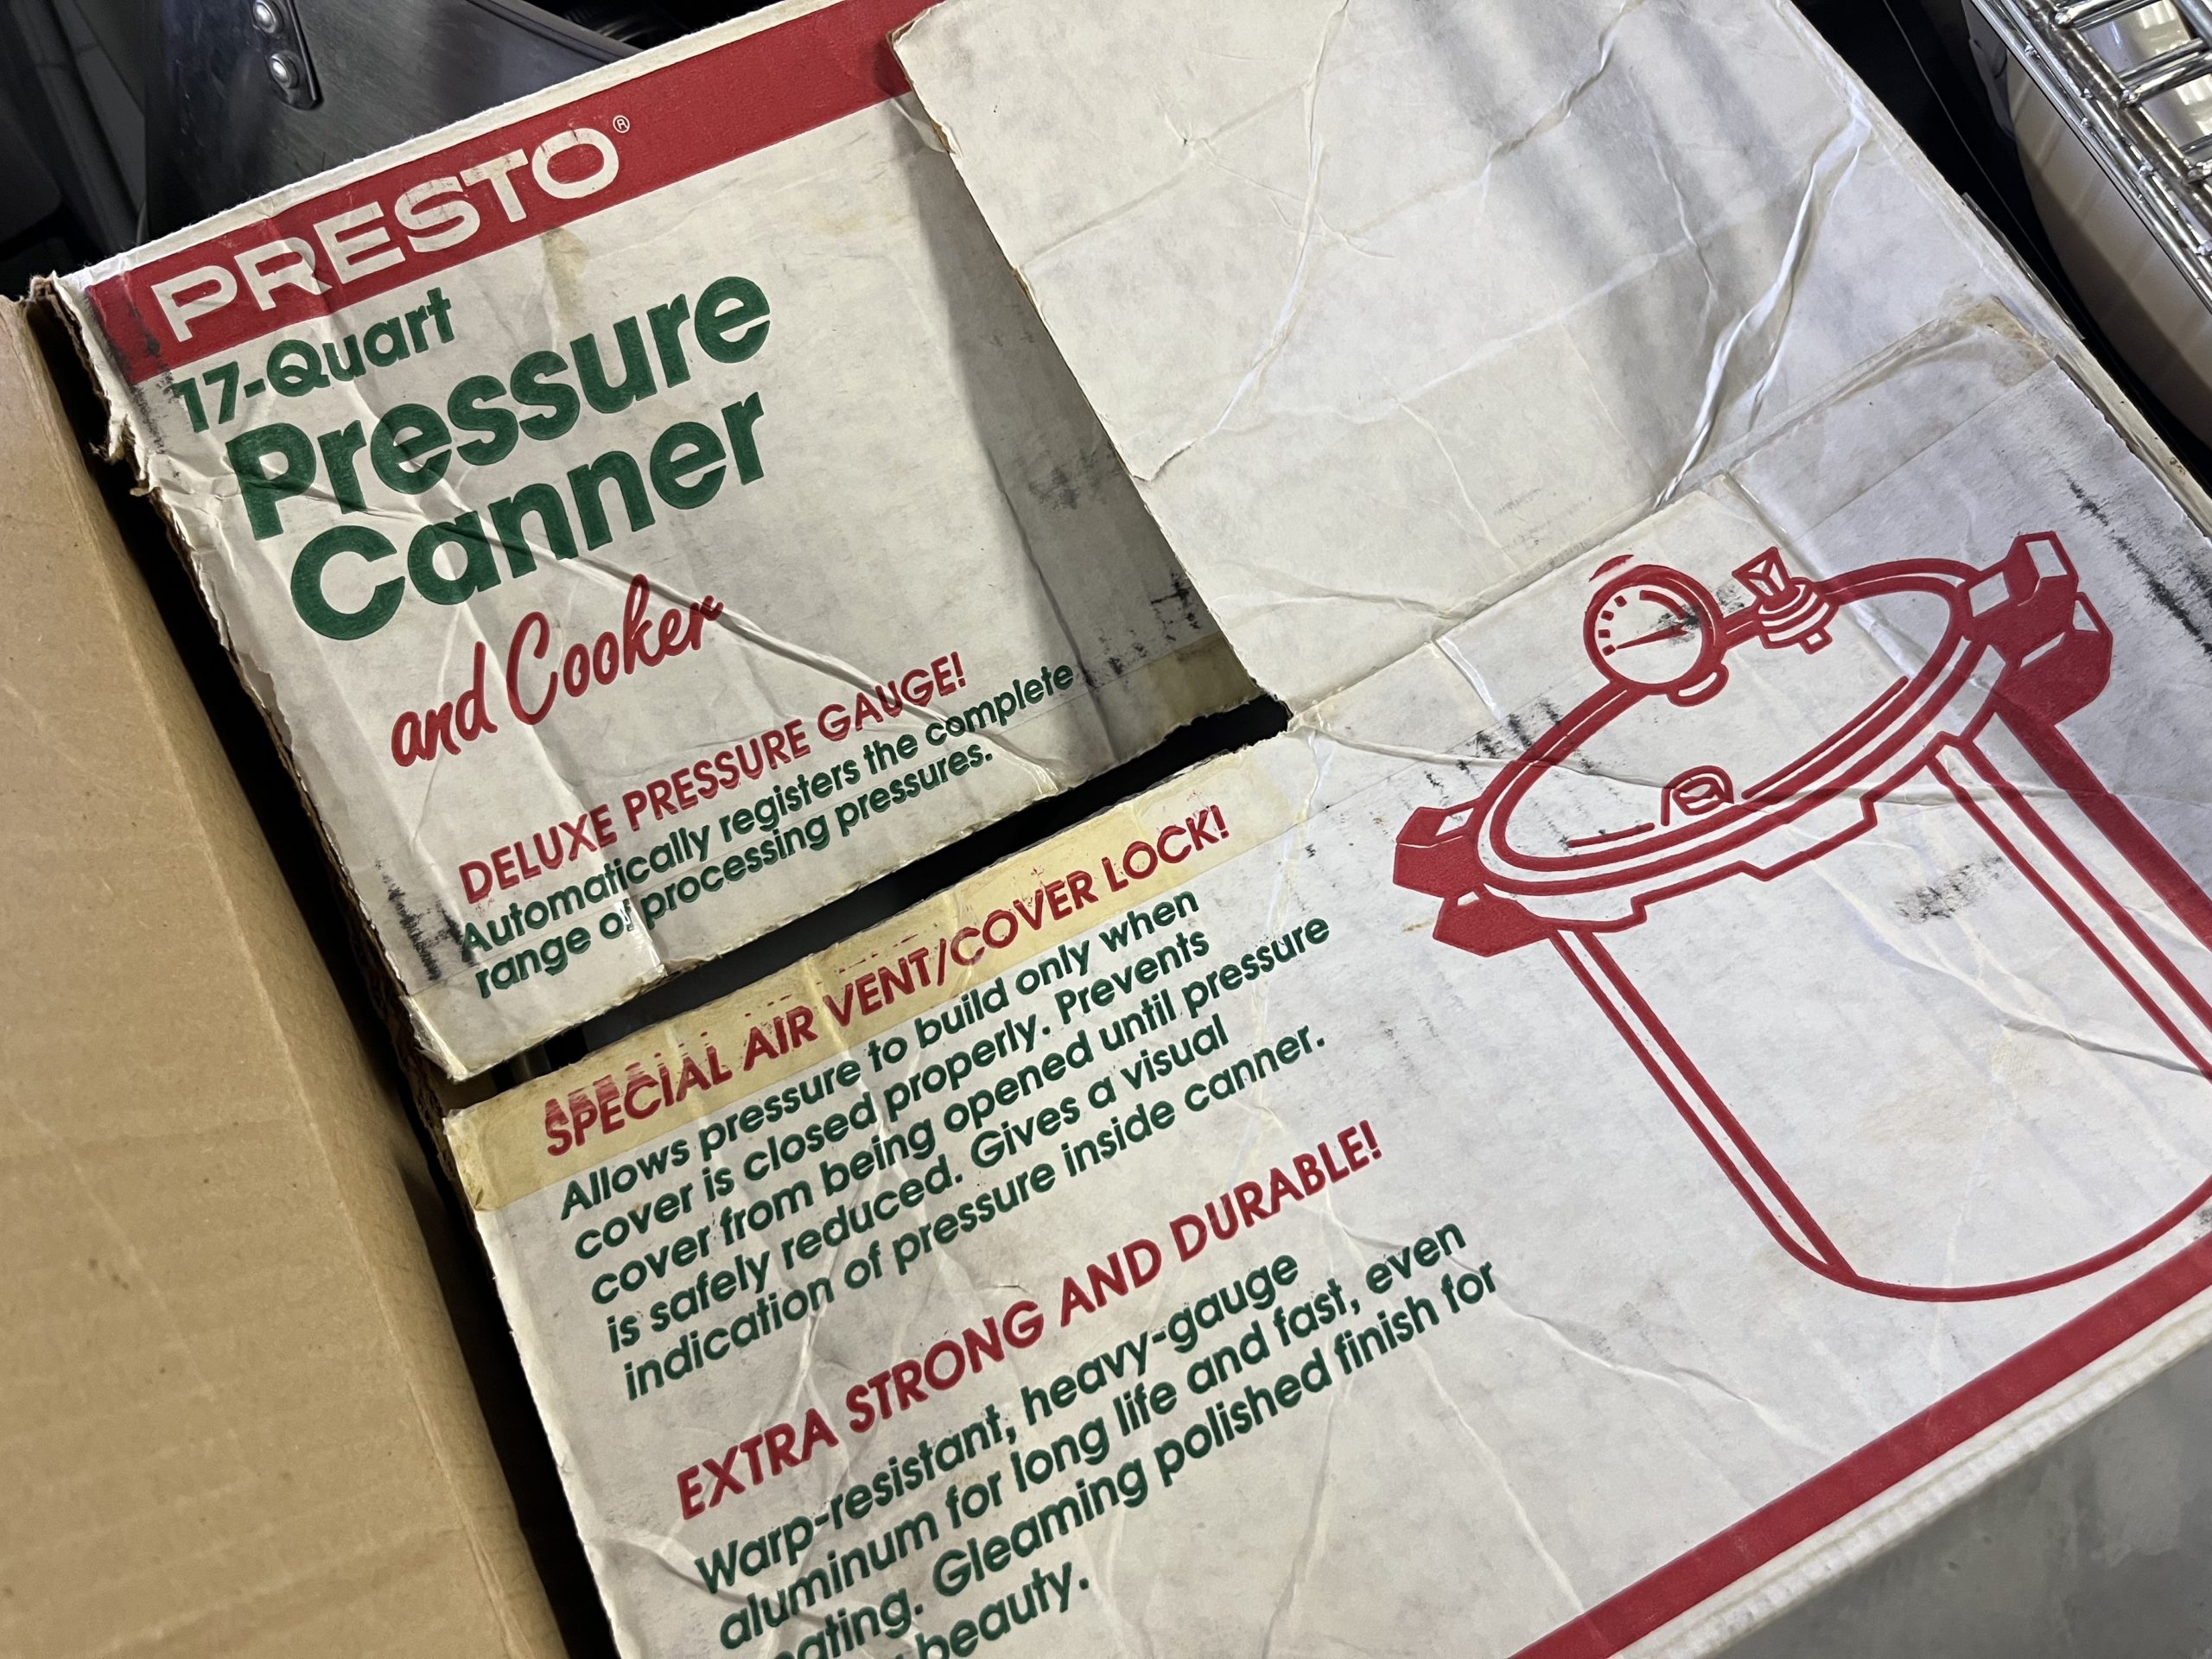 PRESTO®
17-Quart
Pressure
Canner
and Cooker
DELUXE PRESSURE GAUGE!
Automatically registers the complete
range of processing pressures.
SPECIAL AIR VENT/COVER LOCK!
Allows pressure to build only when
cover is closed properly. Prevents
cover from being opened until pressure
is safely reduced. Gives a visual
indication of pressure inside canner.
EXTRA STRONG AND DURABLE!
Warp-resistant, heavy-gauge
aluminum for long life and fast, even
Gleaming polished finish for
beauty.